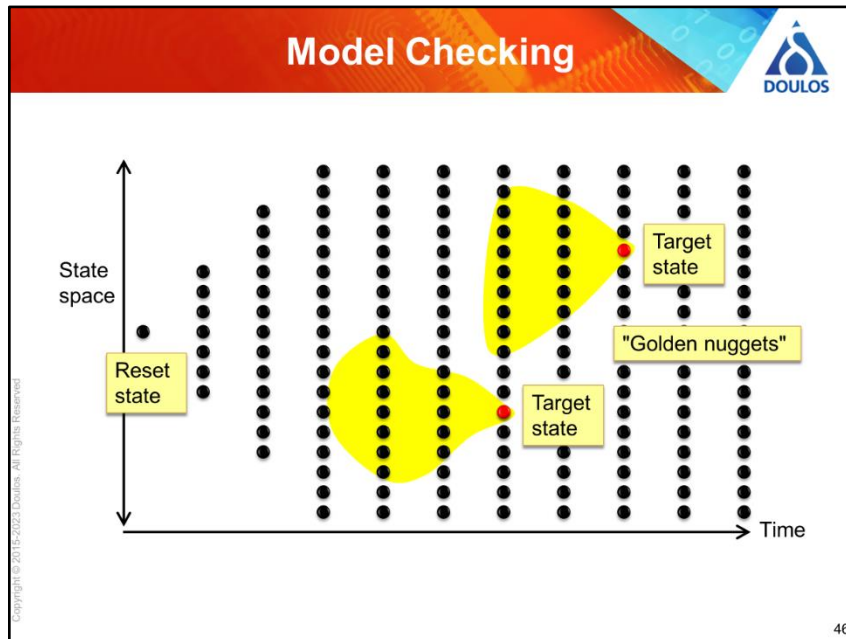 Model Checking
DOULOS
State
space
Reset
state
Target
state
"Golden nuggets"
Target
state
Time
Copyright © 2015-2023 Doulos. All Rights Reserved
46